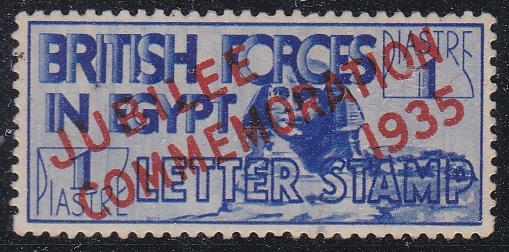 BRITISH FORCES
IN EGYPT
PIASTRE
1
JUBILEE
COMMEMORATION
1935
1
PIASTRE
LETTER STAMP